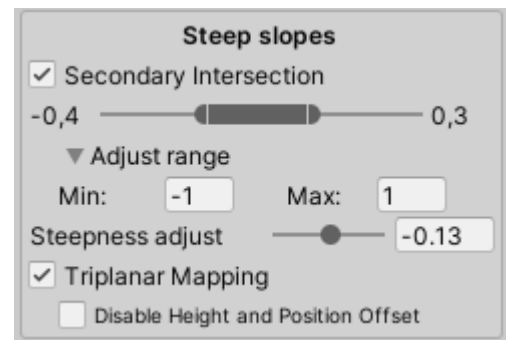 Steep slopes
Secondary Intersection
-0,4 0,3
Adjust range
Min: -1 Max: 1
Steepness adjust -0.13
Triplanar Mapping
Disable Height and Position Offset